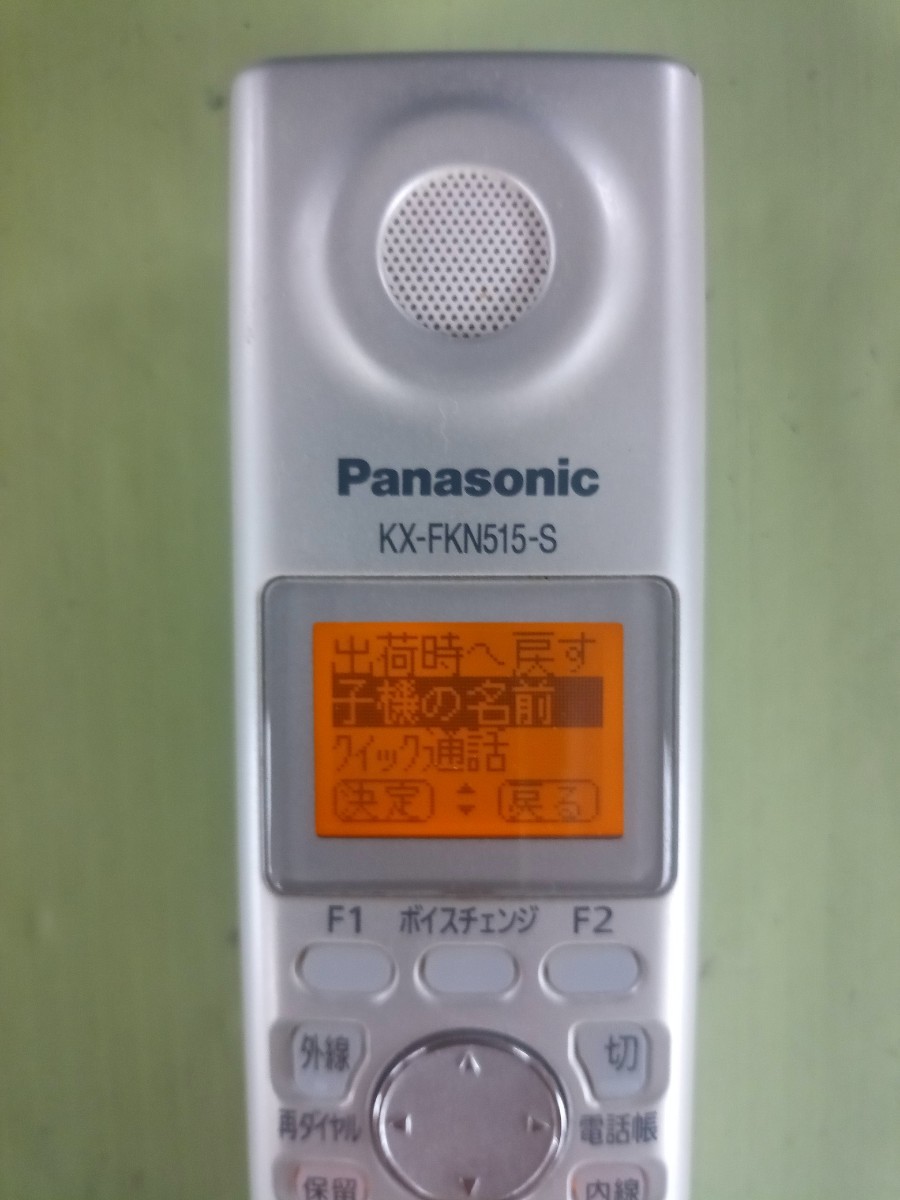 Panasonic
KX-FKN515-S
出荷時へ戻す
子機の名前
ｸｲｯｸ通話
決定 戻る
F1 ボイスチェンジ F2
外線 切
再ダイヤル 電話帳
保留 内線